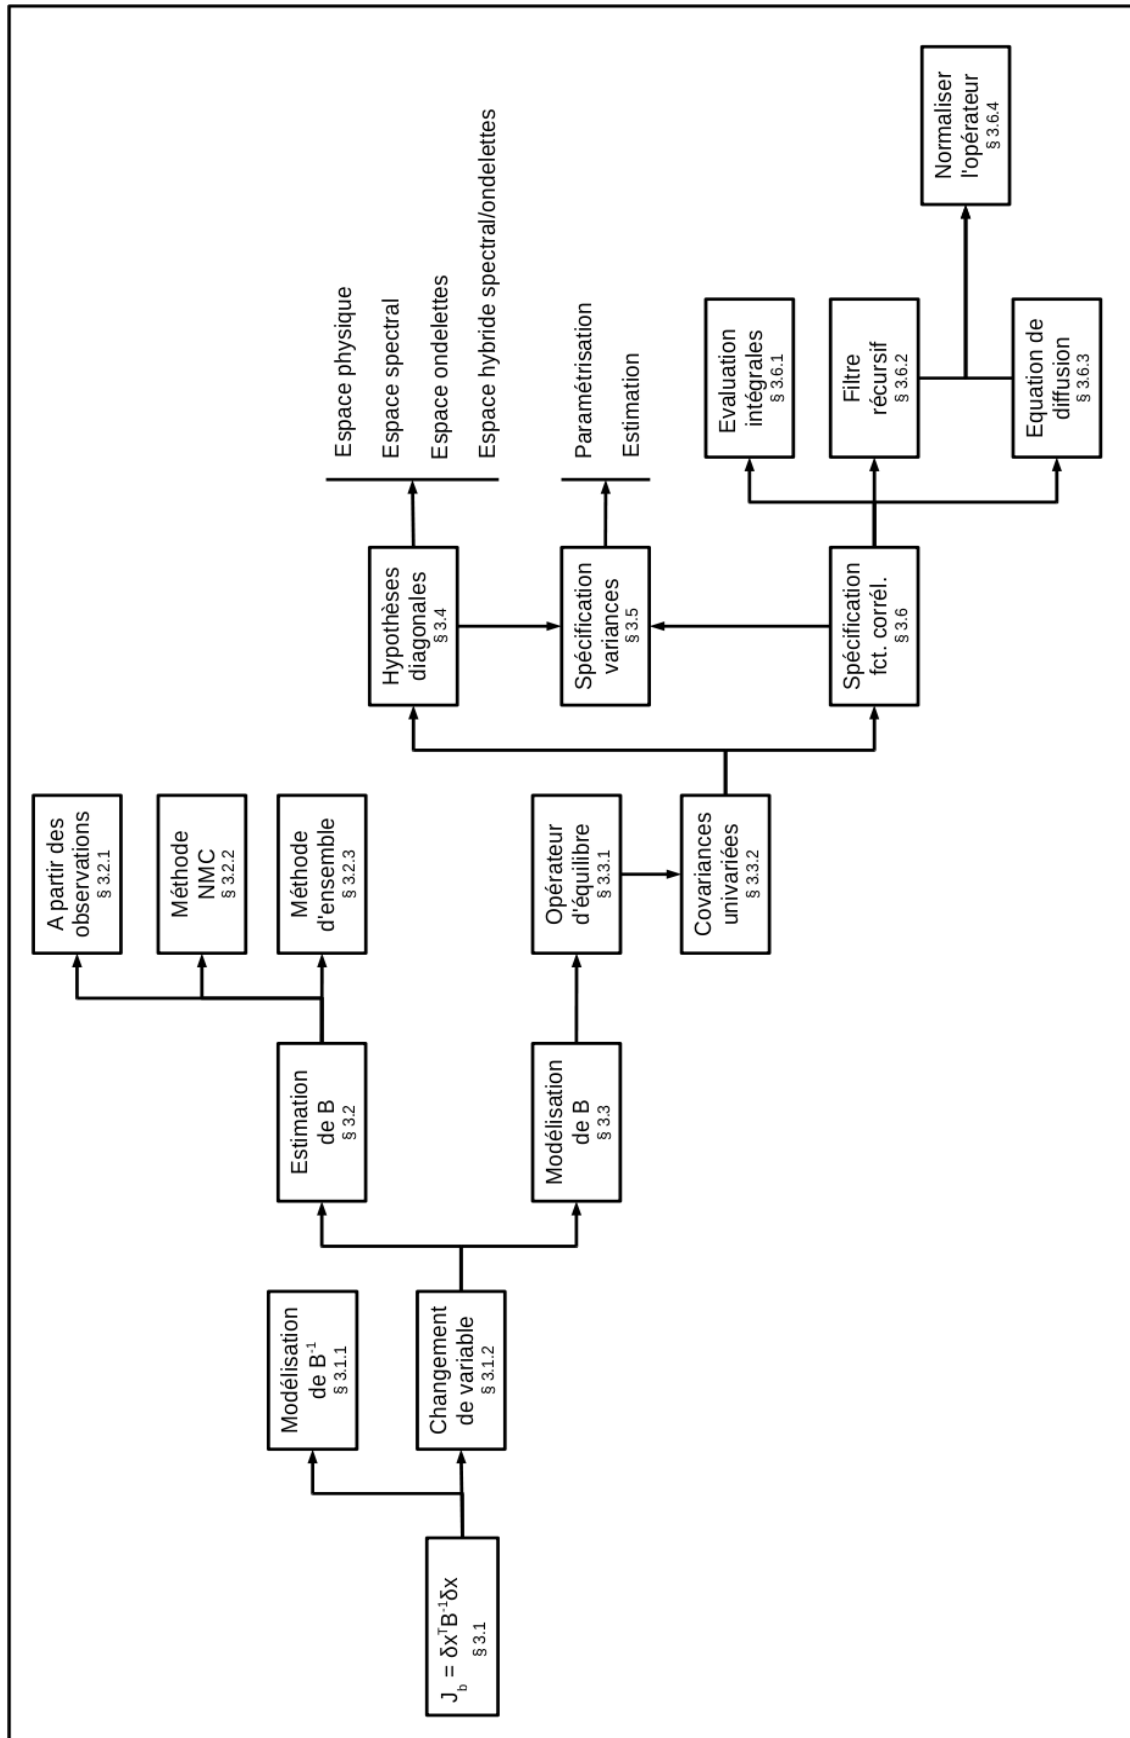 J_b = δx^T B^-1 δx
§ 3.1
Modélisation
de B^-1
§ 3.1.1
Changement
de variable
§ 3.1.2
Estimation
de B
§ 3.2
Modélisation
de B
§ 3.3
A partir des
observations
§ 3.2.1
Méthode
NMC
§ 3.2.2
Méthode
d'ensemble
§ 3.2.3
Opérateur
d'équilibre
§ 3.3.1
Covariances
univariées
§ 3.3.2
Hypothèses
diagonales
§ 3.4
Spécification
variances
§ 3.5
Spécification
fct. corrél.
§ 3.6
Espace physique
Espace spectral
Espace ondelettes
Espace hybride spectral/ondelettes
Paramétrisation
Estimation
Evaluation
intégrales
§ 3.6.1
Filtre
récursif
§ 3.6.2
Equation de
diffusion
§ 3.6.3
Normaliser
l'opérateur
§ 3.6.4